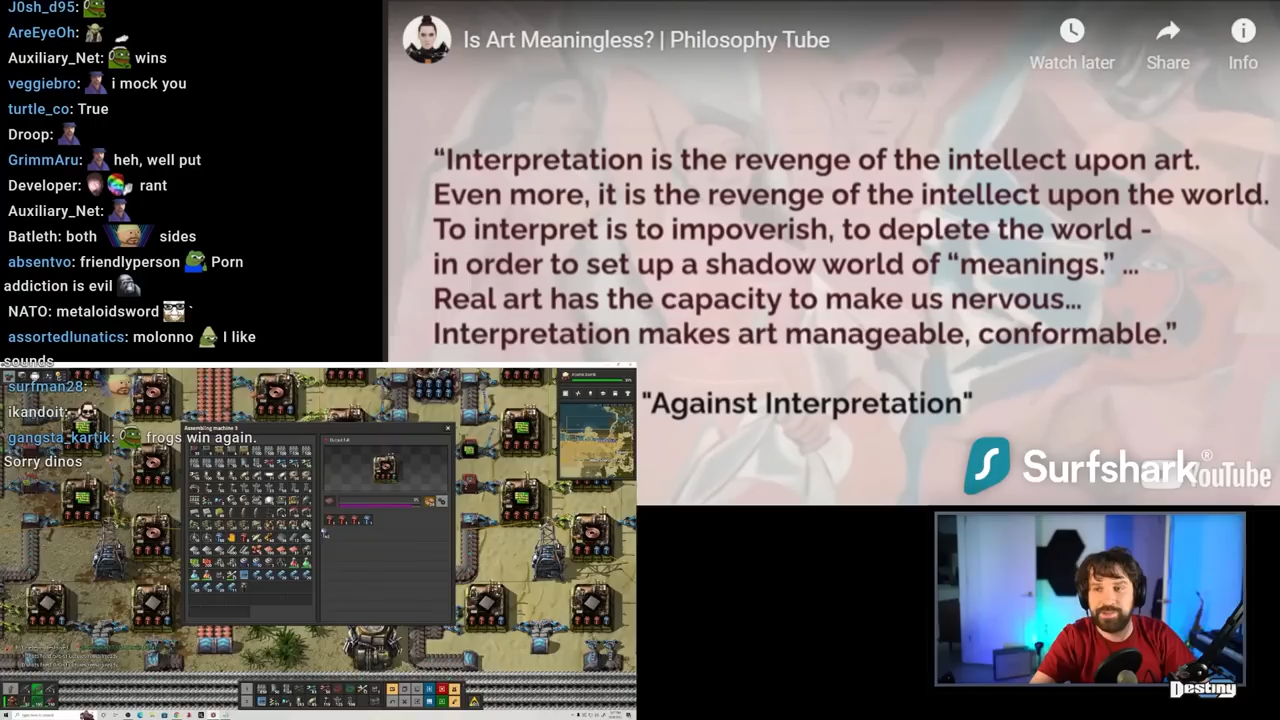 J0sh_d95:
AreEyeOh:
Auxiliary_Net: wins
veggiebro: i mock you
turtle_co: True
Droop:
GrimmAru: heh, well put
Developer: rant
Auxiliary_Net:
Batleth: both sides
absentvo: friendlyperson Porn
addiction is evil
NATO: metaloidsword `
assortedlunatics: molonno I like
sounds
surfman28:
ikandoit:
gangsta_kartik: frogs win again.
Sorry dinos
Is Art Meaningless? | Philosophy Tube
Watch later
Share
Info
“Interpretation is the revenge of the intellect upon art.
Even more, it is the revenge of the intellect upon the world.
To interpret is to impoverish, to deplete the world -
in order to set up a shadow world of “meanings.” ...
Real art has the capacity to make us nervous...
Interpretation makes art manageable, conformable.”
"Against Interpretation"
Surfshark®
YouTube
Assembling machine 3
Destiny